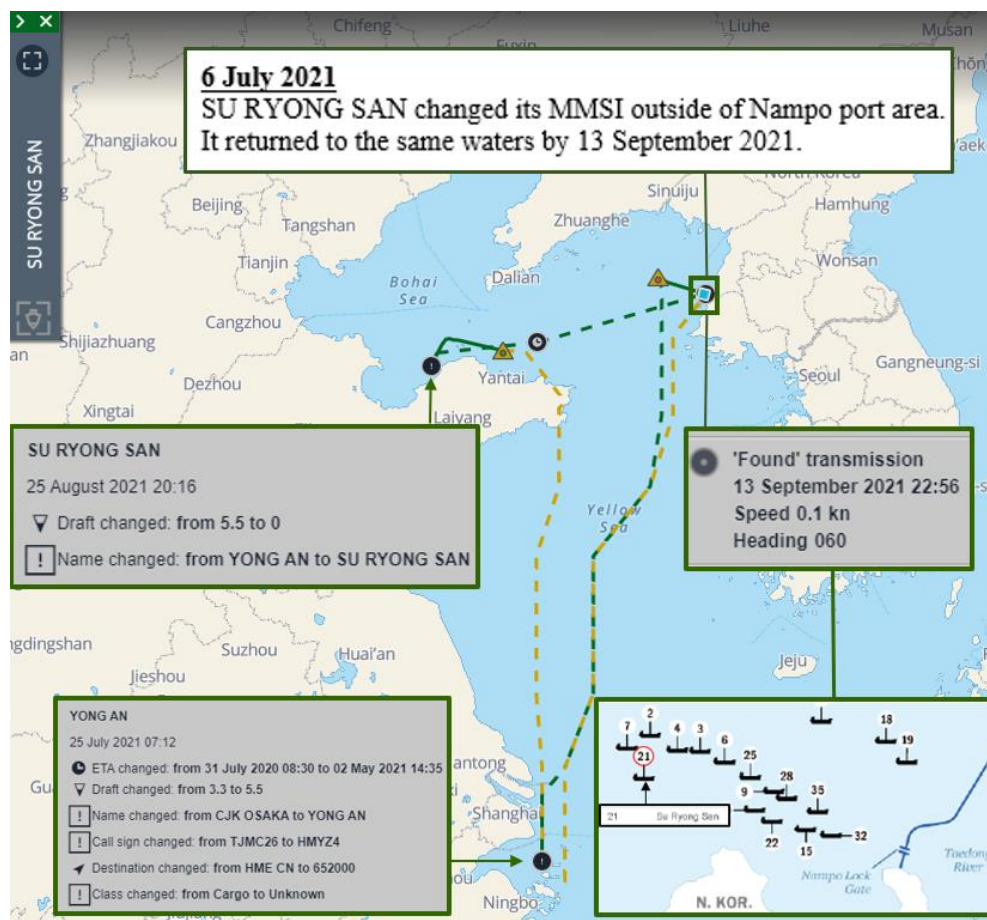 > ×
SU RYONG SAN
Chifeng
Liuhe
Musan
6 July 2021
SU RYONG SAN changed its MMSI outside of Nampo port area.
It returned to the same waters by 13 September 2021.
Zhangjiakou
Sinuiju
Hamhung
Beijing
Tangshan
Zhuanghe
Wonsan
Tianjin
Bohai
Sea
Dalian
Cangzhou
Shijiazhuang
Dezhou
Yantai
Seoul
Gangneung-si
Xingtai
Laiyang
SU RYONG SAN
25 August 2021 20:16
Draft changed: from 5.5 to 0
! Name changed: from YONG AN to SU RYONG SAN
'Found' transmission
13 September 2021 22:56
Speed 0.1 kn
Heading 060
Yellow
Sea
Suzhou
Huai'an
Jieshou
Jeju
YONG AN
25 July 2021 07:12
ETA changed: from 31 July 2020 08:30 to 02 May 2021 14:35
Draft changed: from 3.3 to 5.5
! Name changed: from CJK OSAKA to YONG AN
! Call sign changed: from TJMC26 to HMYZ4
Destination changed: from HME CN to 652000
! Class changed: from Cargo to Unknown
Ningbo
2
7
4
3
6
18
19
21
25
28
9
35
22
15
32
21 Su Ryong San
Nampo Lock
Gate
River
N. KOR.